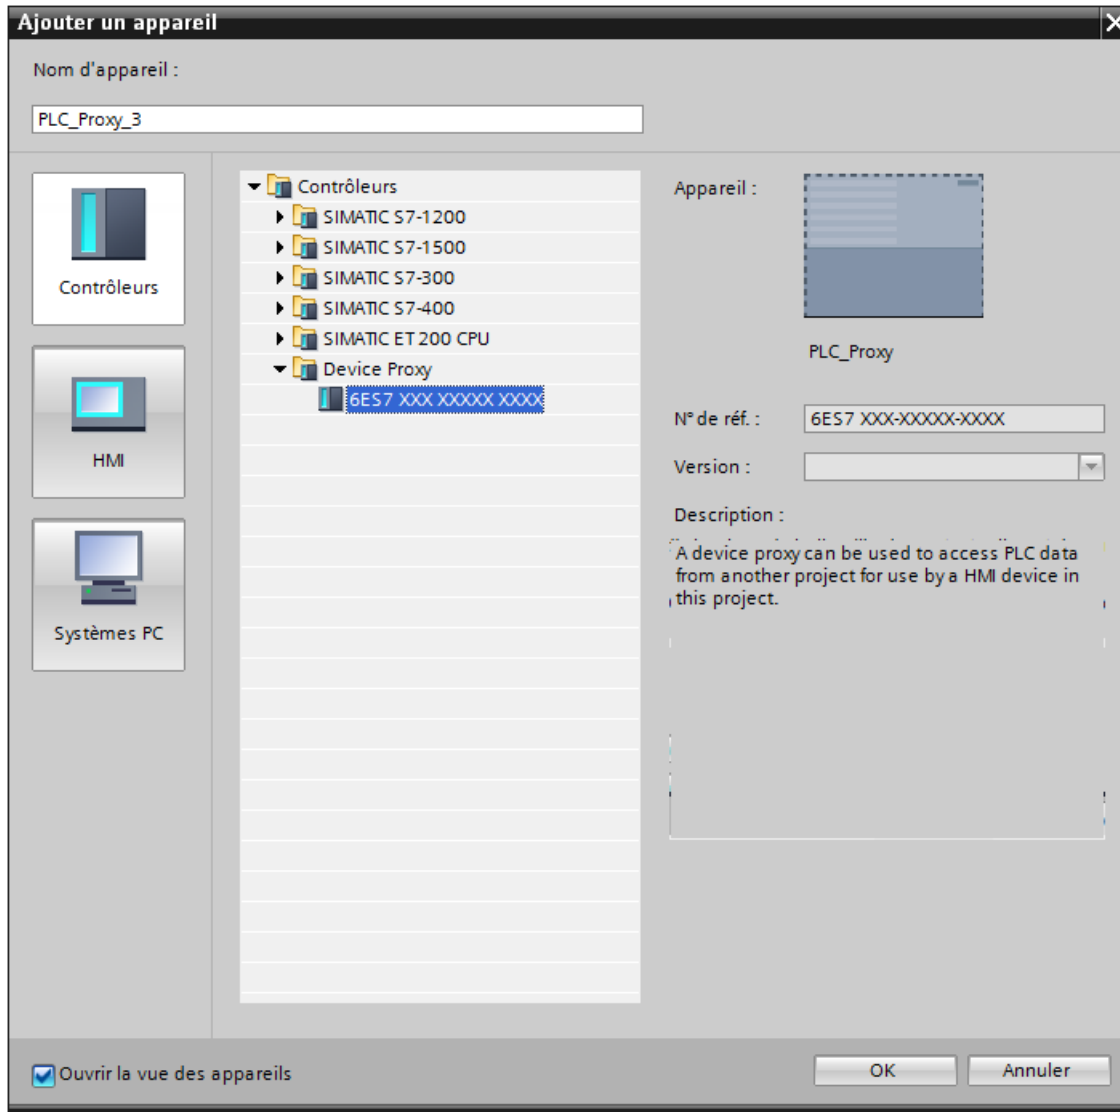 Ajouter un appareil
Nom d'appareil :
PLC_Proxy_3
Contrôleurs
HMI
Systèmes PC
Contrôleurs
SIMATIC S7-1200
SIMATIC S7-1500
SIMATIC S7-300
SIMATIC S7-400
SIMATIC ET 200 CPU
Device Proxy
6ES7 XXX XXXXX XXXX
Appareil :
PLC_Proxy
N° de réf. :
6ES7 XXX-XXXXX-XXXX
Version :
Description :
A device proxy can be used to access PLC data
from another project for use by a HMI device in
this project.
Ouvrir la vue des appareils
OK
Annuler